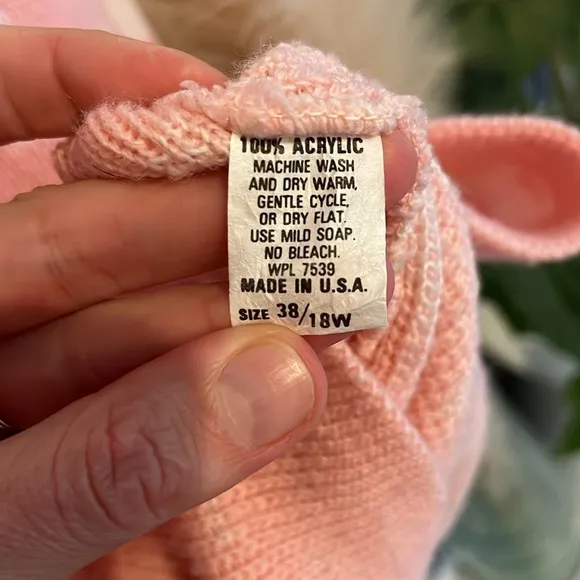 100% ACRYLIC
MACHINE WASH
AND DRY WARM,
GENTLE CYCLE,
OR DRY FLAT.
USE MILD SOAP.
NO BLEACH.
WPL 7539
MADE IN U.S.A.
SIZE 38/18W